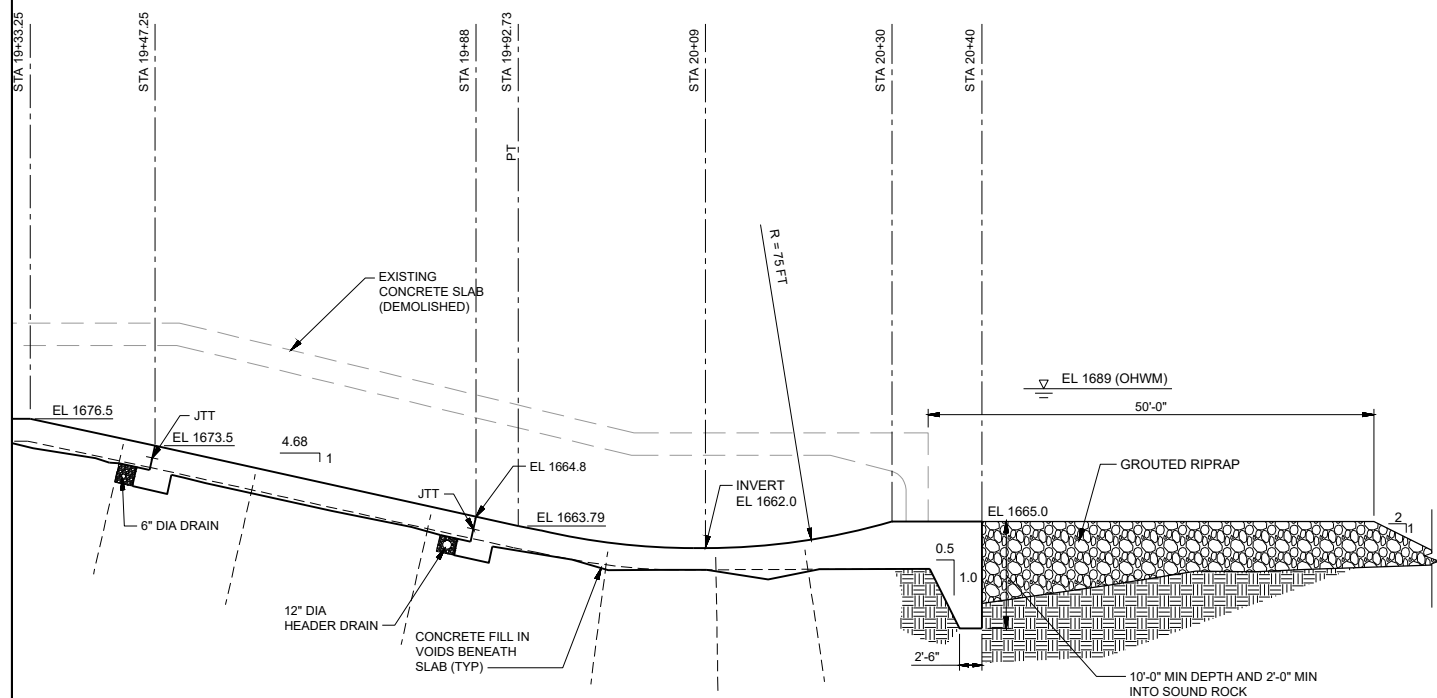 STA 19+33.25
STA 19+47.25
STA 19+88
STA 19+92.73
STA 20+09
STA 20+30
STA 20+40
PT
R = 75 FT
EXISTING
CONCRETE SLAB
(DEMOLISHED)
EL 1689 (OHWM)
50'-0"
EL 1676.5
JTT
EL 1673.5
4.68
1
EL 1664.8
GROUTED RIPRAP
INVERT
EL 1662.0
JTT
EL 1663.79
EL 1665.0
2
1
6" DIA DRAIN
0.5
1.0
12" DIA
HEADER DRAIN
CONCRETE FILL IN
VOIDS BENEATH
SLAB (TYP)
2'-6"
10'-0" MIN DEPTH AND 2'-0" MIN
INTO SOUND ROCK